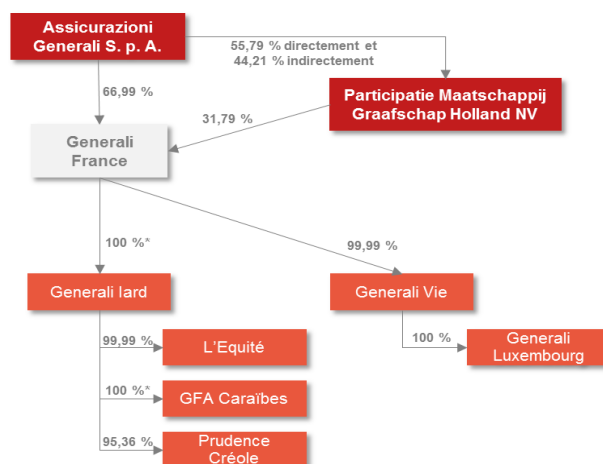 Assicurazioni
Generali S. p. A.
55,79 % directement et
44,21 % indirectement
66,99 %
Participatie Maatschappij
Graafschap Holland NV
31,79 %
Generali
France
100 %*
99,99 %
Generali Iard
Generali Vie
99,99 %
L'Equité
100 %
Generali
Luxembourg
100 %*
GFA Caraïbes
95,36 %
Prudence
Créole